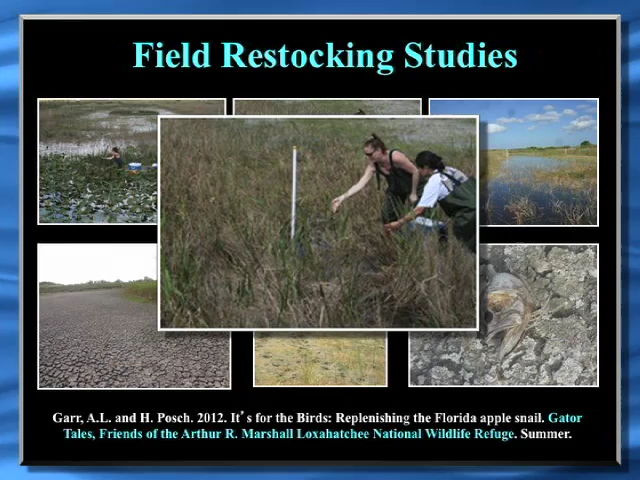 Field Restocking Studies
Garr, A.L. and H. Posch. 2012. It's for the Birds: Replenishing the Florida apple snail. Gator
Tales, Friends of the Arthur R. Marshall Loxahatchee National Wildlife Refuge. Summer.